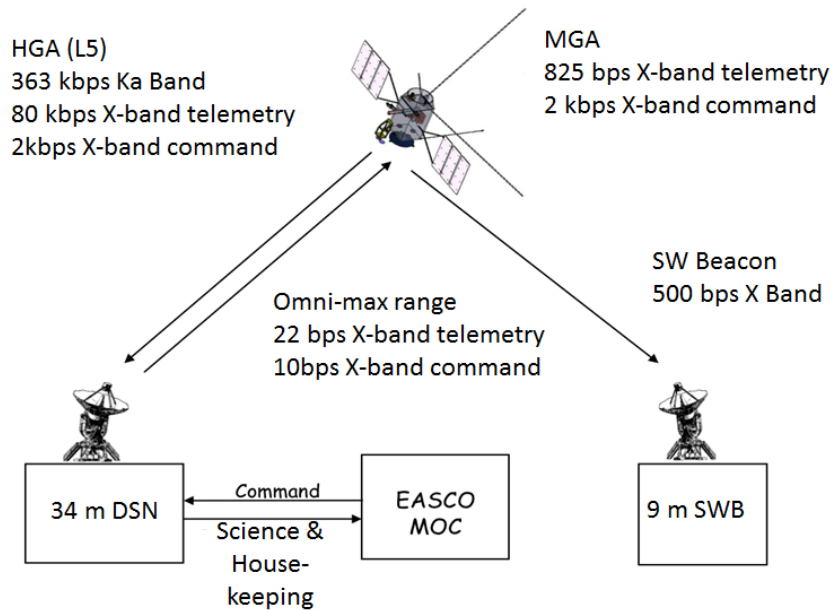 HGA (L5)
363 kbps Ka Band
80 kbps X-band telemetry
2kbps X-band command
MGA
825 bps X-band telemetry
2 kbps X-band command
SW Beacon
500 bps X Band
Omni-max range
22 bps X-band telemetry
10bps X-band command
34 m DSN
Command
Science &
House-
keeping
EASCO
MOC
9 m SWB